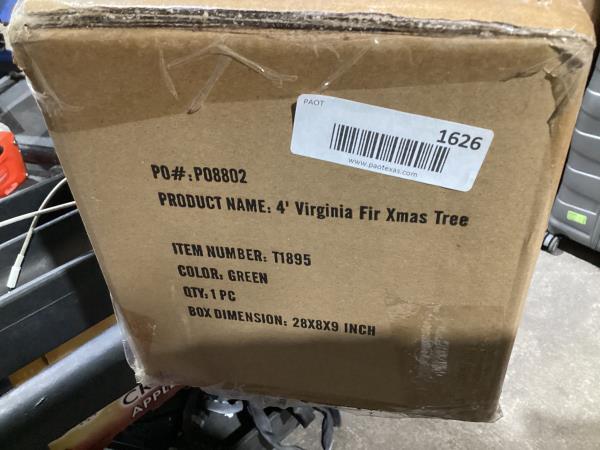 PAOT
1626
www.paotexas.com
PO#: P08802
PRODUCT NAME: 4' Virginia Fir Xmas Tree
ITEM NUMBER: T1895
COLOR: GREEN
QTY: 1 PC
BOX DIMENSION: 28X8X9 INCH